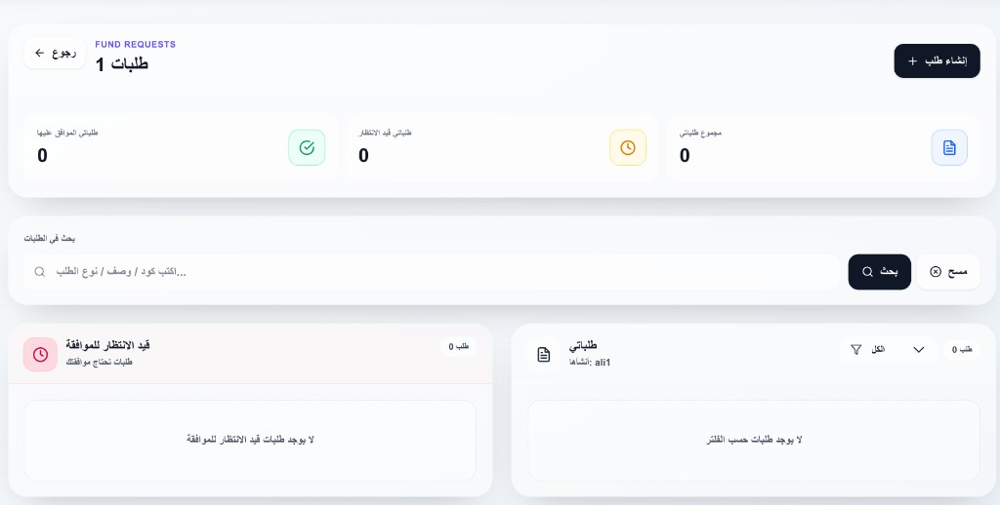 FUND REQUESTS
رجوع
طلبات 1
إنشاء طلب
مجموع طلباتي
0
طلباتي قيد الانتظار
0
طلباتي الموافق عليها
0
بحث في الطلبات
اكتب كود / وصف / نوع الطلب...
بحث
مسح
طلباتي
أنشأها: ali1
الكل
0 طلب
لا يوجد طلبات حسب الفلتر
قيد الانتظار للموافقة
طلبات تحتاج موافقتك
0 طلب
لا يوجد طلبات قيد الانتظار للموافقة